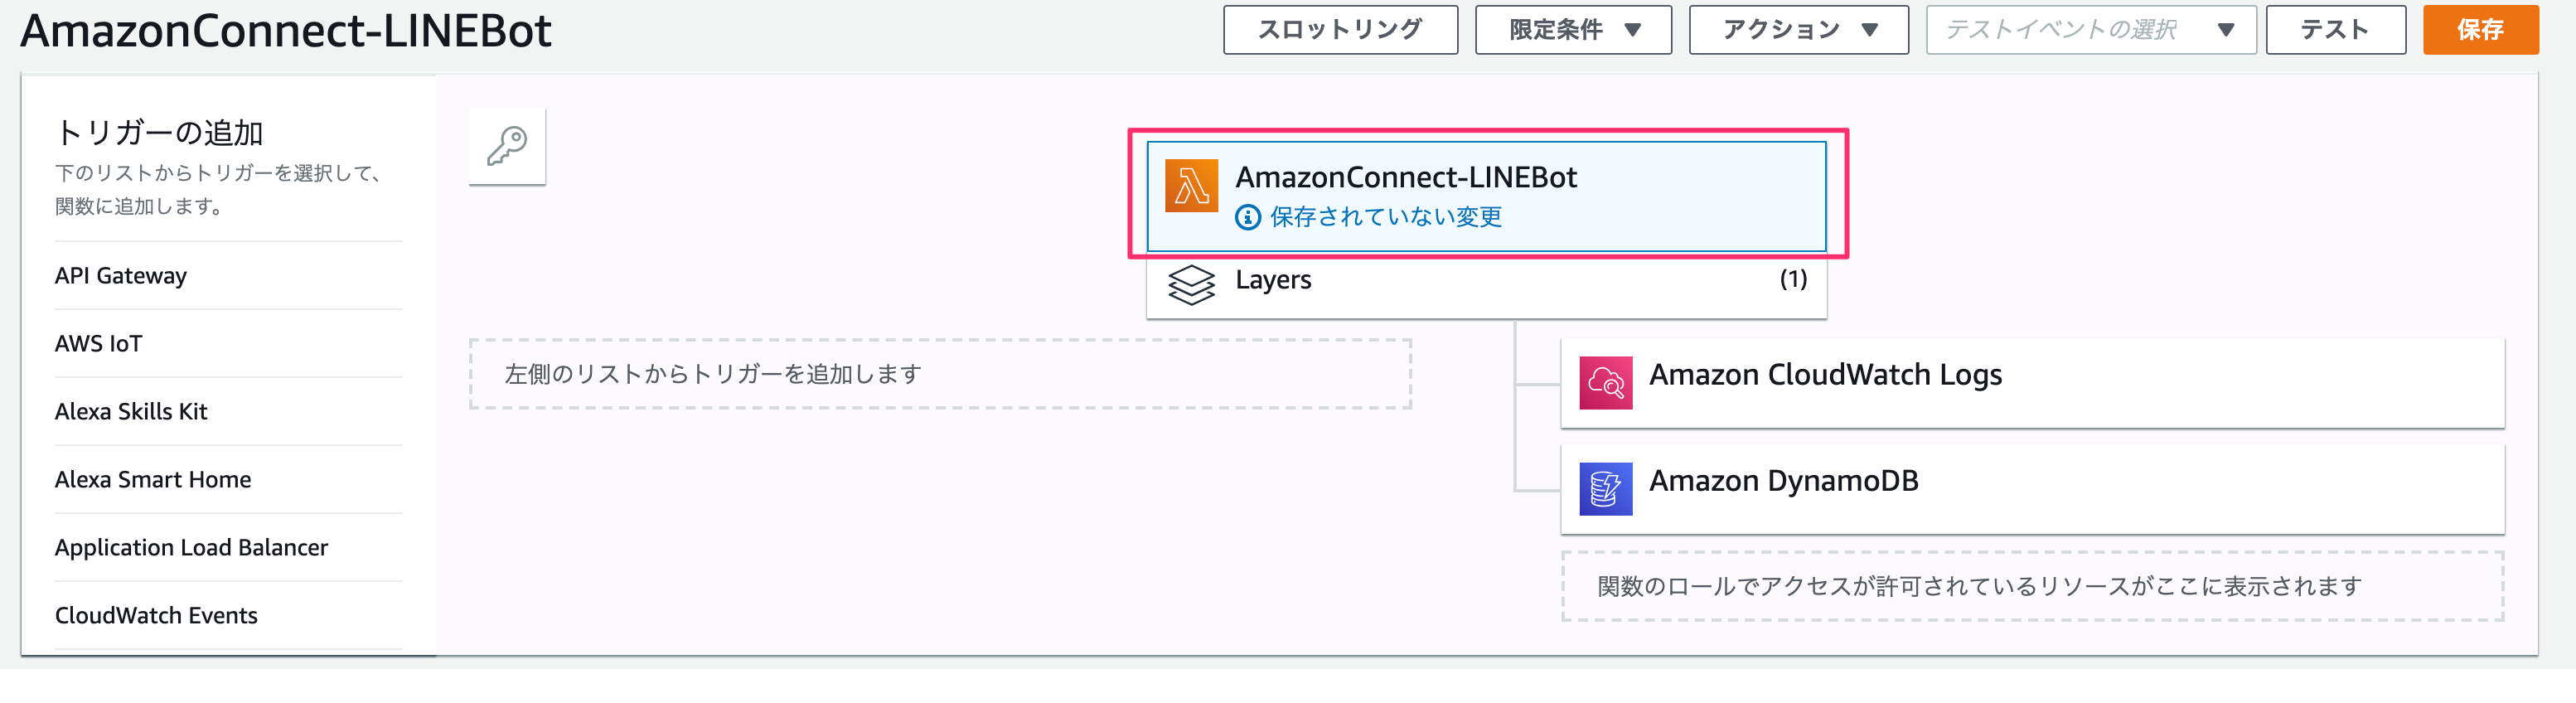 AmazonConnect-LINEBot
スロットリング
限定条件
アクション
テストイベントの選択
テスト
保存
トリガーの追加
下のリストからトリガーを選択して、
関数に追加します。
API Gateway
AWS IoT
Alexa Skills Kit
Alexa Smart Home
Application Load Balancer
CloudWatch Events
AmazonConnect-LINEBot
保存されていない変更
Layers (1)
左側のリストからトリガーを追加します
Amazon CloudWatch Logs
Amazon DynamoDB
関数のロールでアクセスが許可されているリソースがここに表示されます